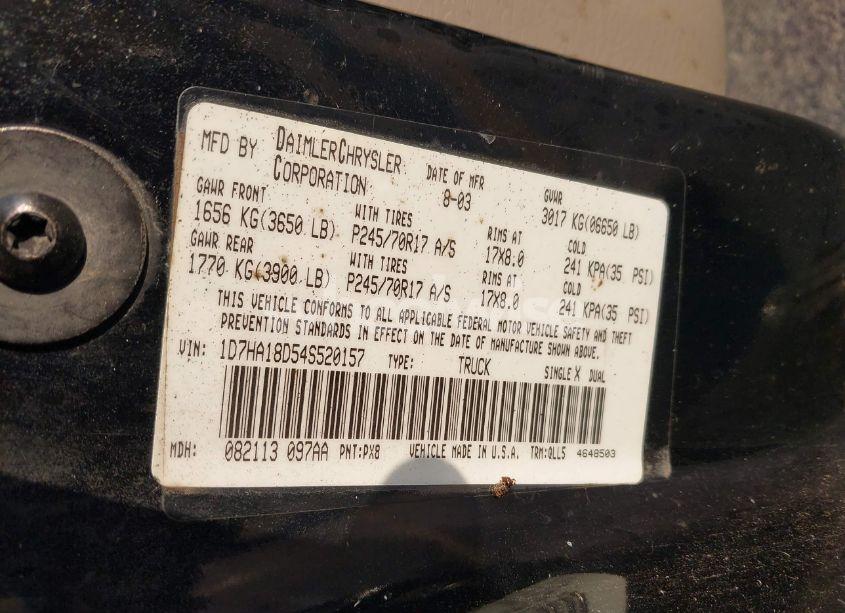 MFD BY DAIMLERCHRYSLER CORPORATION DATE OF MFR 8-03 GVWR 3017 KG(06650 LB)
GAWR FRONT WITH TIRES RIMS AT COLD
1656 KG(3650 LB) P245/70R17 A/S 17X8.0 241 KPA(35 PSI)
GAWR REAR WITH TIRES RIMS AT COLD
1770 KG(3900 LB) P245/70R17 A/S 17X8.0 241 KPA(35 PSI)
THIS VEHICLE CONFORMS TO ALL APPLICABLE FEDERAL MOTOR VEHICLE SAFETY AND THEFT
PREVENTION STANDARDS IN EFFECT ON THE DATE OF MANUFACTURE SHOWN ABOVE.
VIN: 1D7HA18D54S520157 TYPE: TRUCK SINGLE X DUAL
MDH: 082113 097AA PNT:PX8 VEHICLE MADE IN U.S.A. TRM:QLL5 4648503